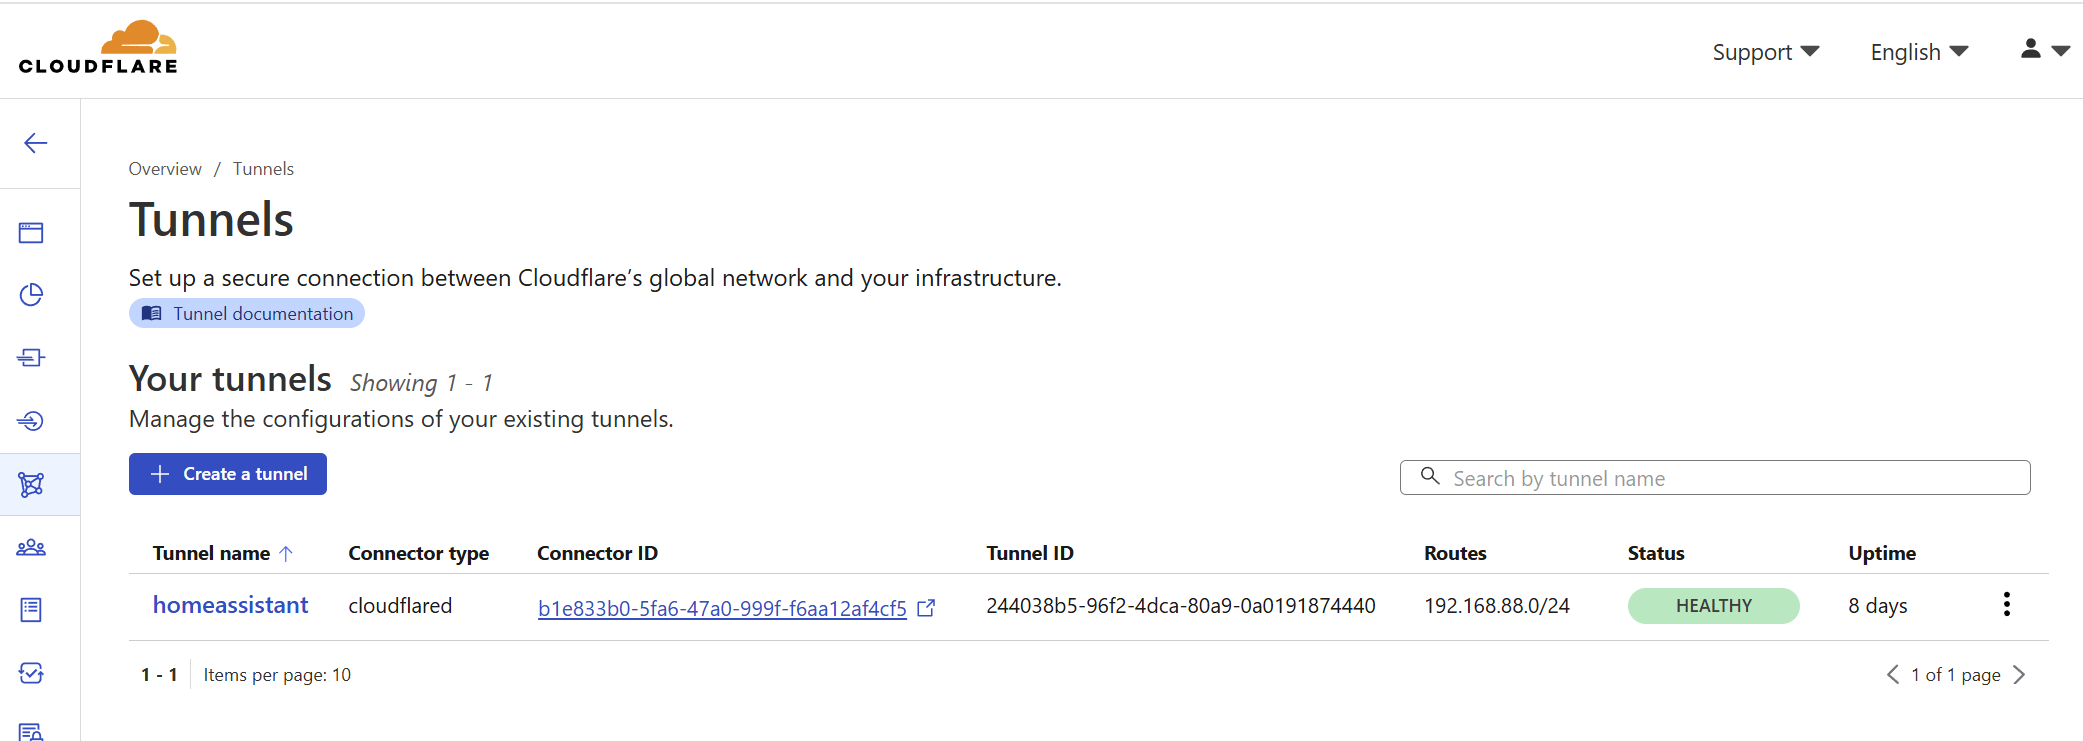 CLOUDFLARE
Support
English
Overview / Tunnels
Tunnels
Set up a secure connection between Cloudflare’s global network and your infrastructure.
Tunnel documentation
Your tunnels Showing 1 - 1
Manage the configurations of your existing tunnels.
Create a tunnel
Search by tunnel name
Tunnel name Connector type Connector ID Tunnel ID Routes Status Uptime
homeassistant cloudflared b1e833b0-5fa6-47a0-999f-f6aa12af4cf5 244038b5-96f2-4dca-80a9-0a0191874440 192.168.88.0/24 HEALTHY 8 days
1 - 1 Items per page: 10 1 of 1 page